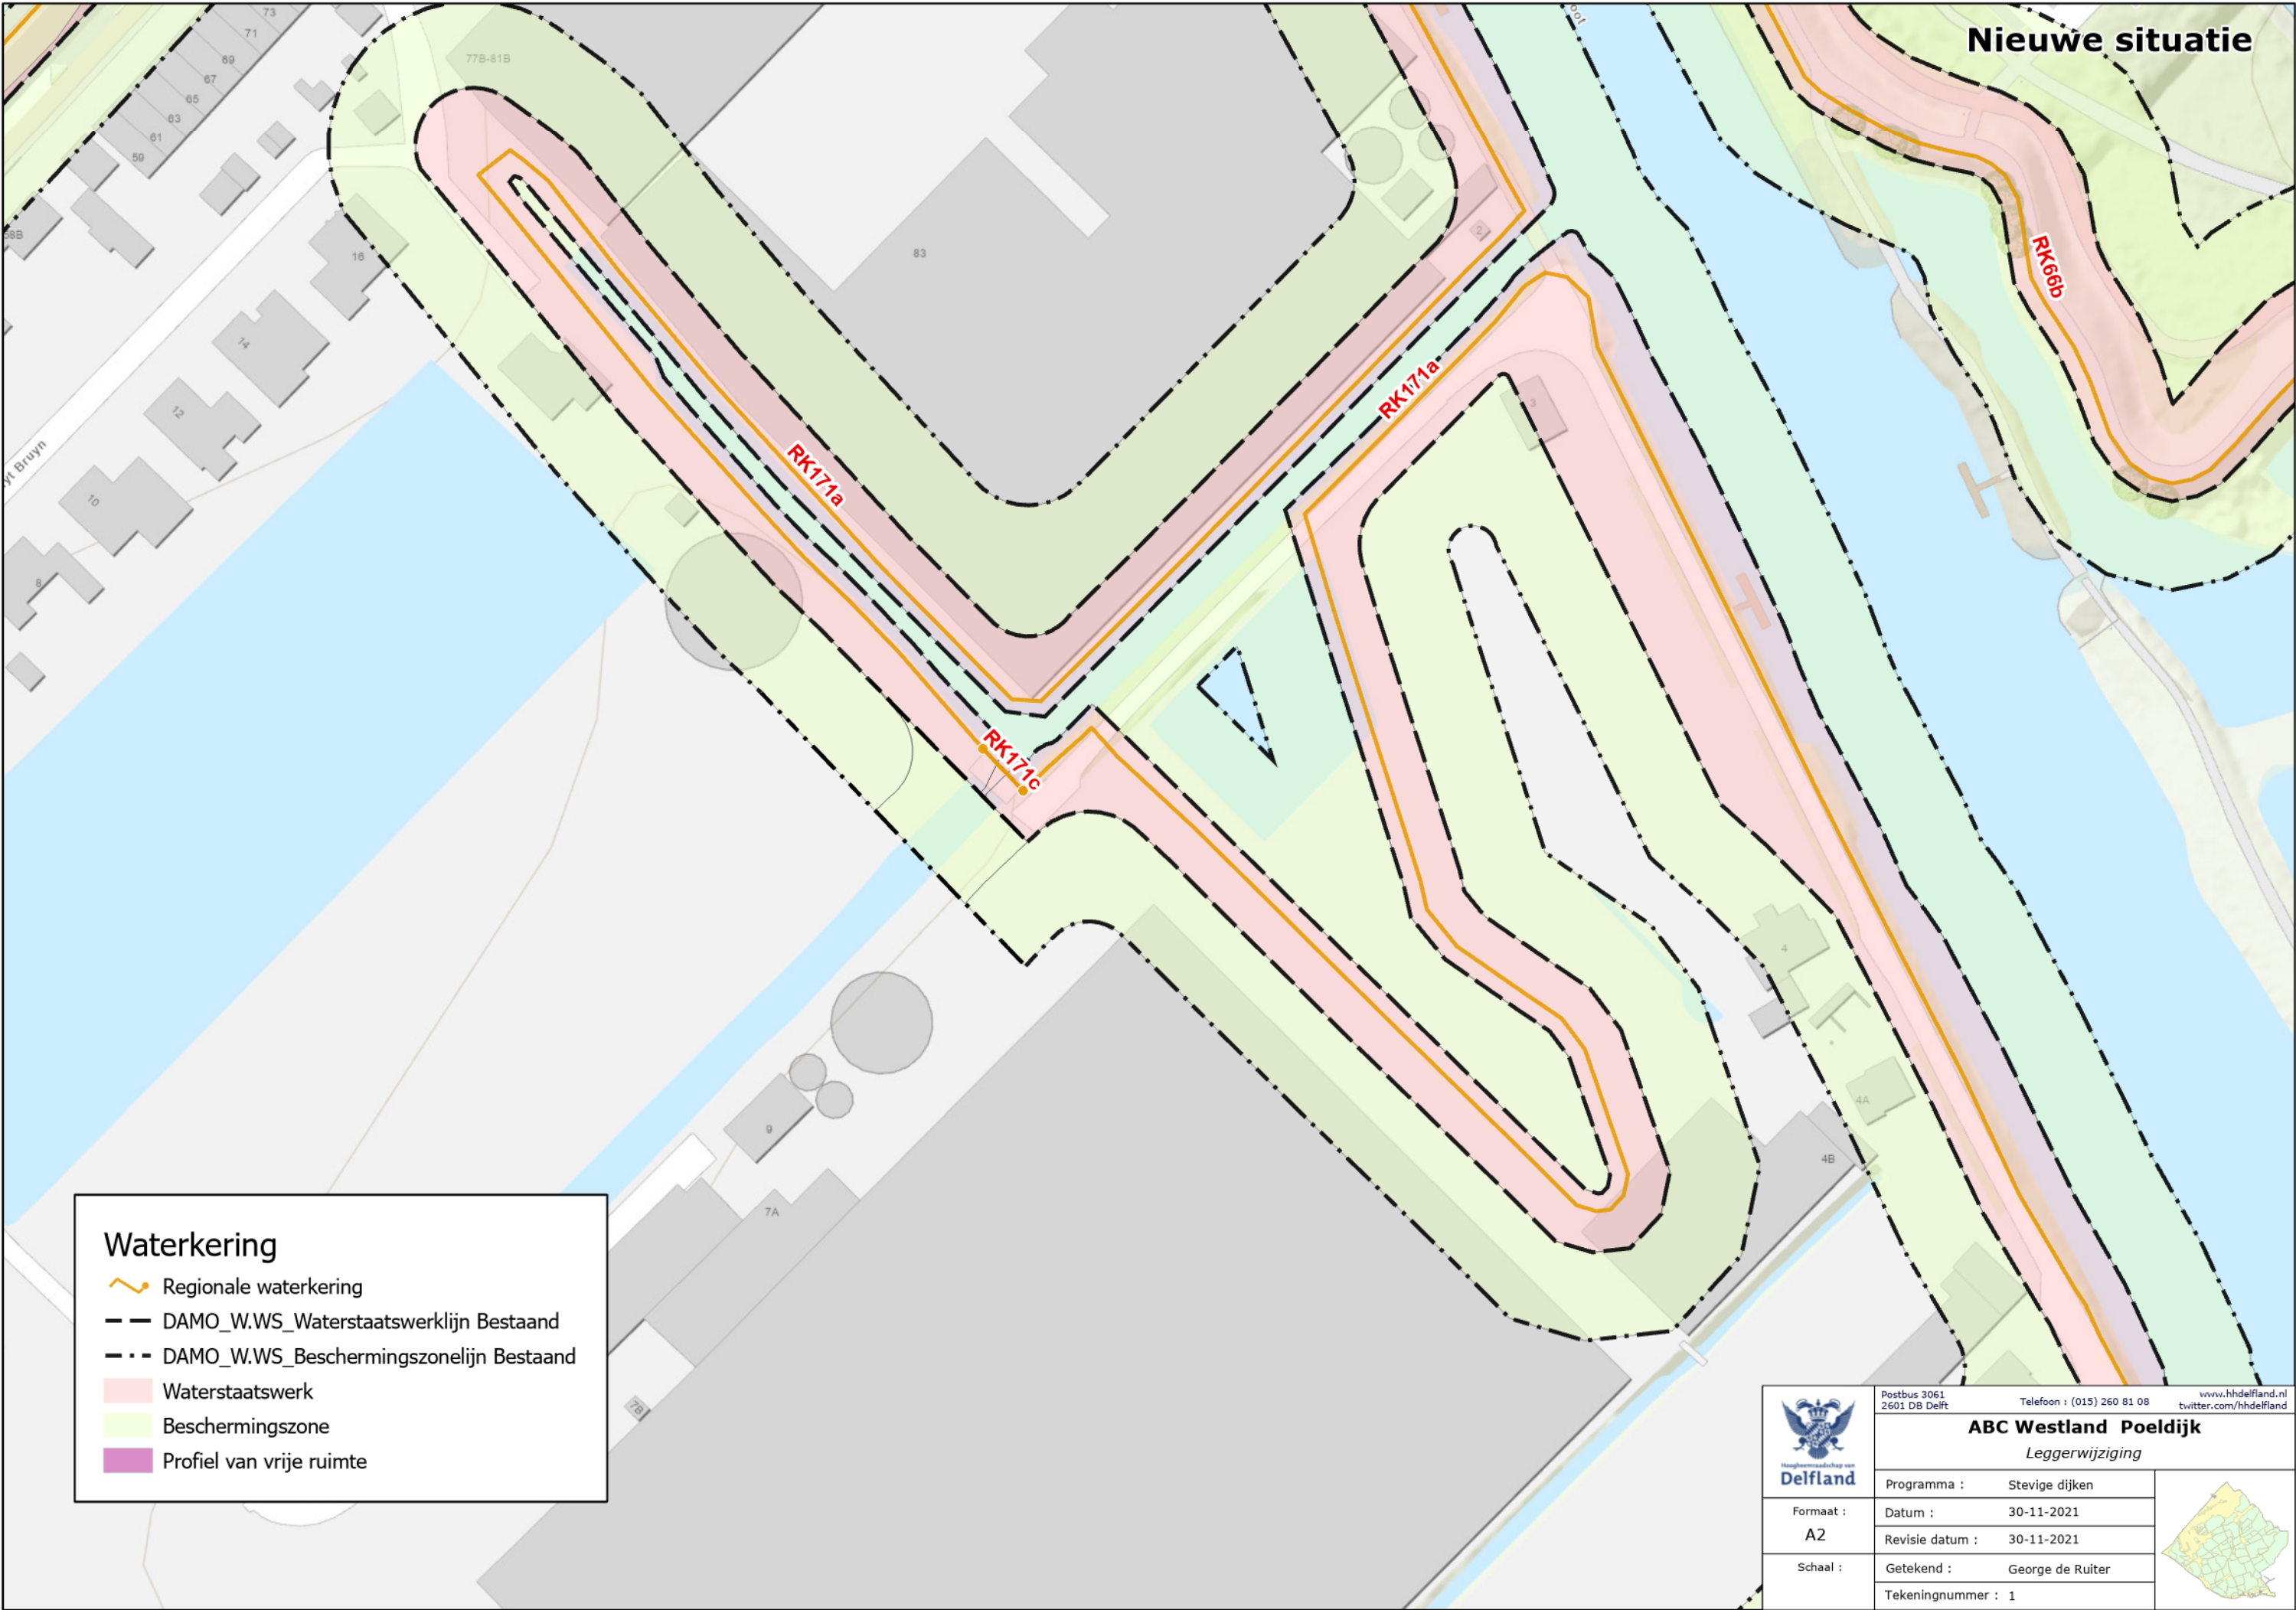 Nieuwe situatie
73
71
69
67
65
63
61
59
77B-81B
83
2
16
14
12
10
8
3
RK66b
RK171a
RK171a
RK171c
4
4A
4B
9
7A
7B
Waterkering
Regionale waterkering
DAMO_W.WS_Waterstaatswerklijn Bestaand
DAMO_W.WS_Beschermingszonelijn Bestaand
Waterstaatswerk
Beschermingszone
Profiel van vrije ruimte
Hoogheemraadschap van
Delfland
Postbus 3061
2601 DB Delft
Telefoon : (015) 260 81 08
www.hhdelfland.nl
twitter.com/hhdelfland
ABC Westland Poeldijk
Leggerwijziging
Programma : Stevige dijken
Formaat :
A2
Datum : 30-11-2021
Revisie datum : 30-11-2021
Schaal :
Getekend : George de Ruiter
Tekeningnummer : 1